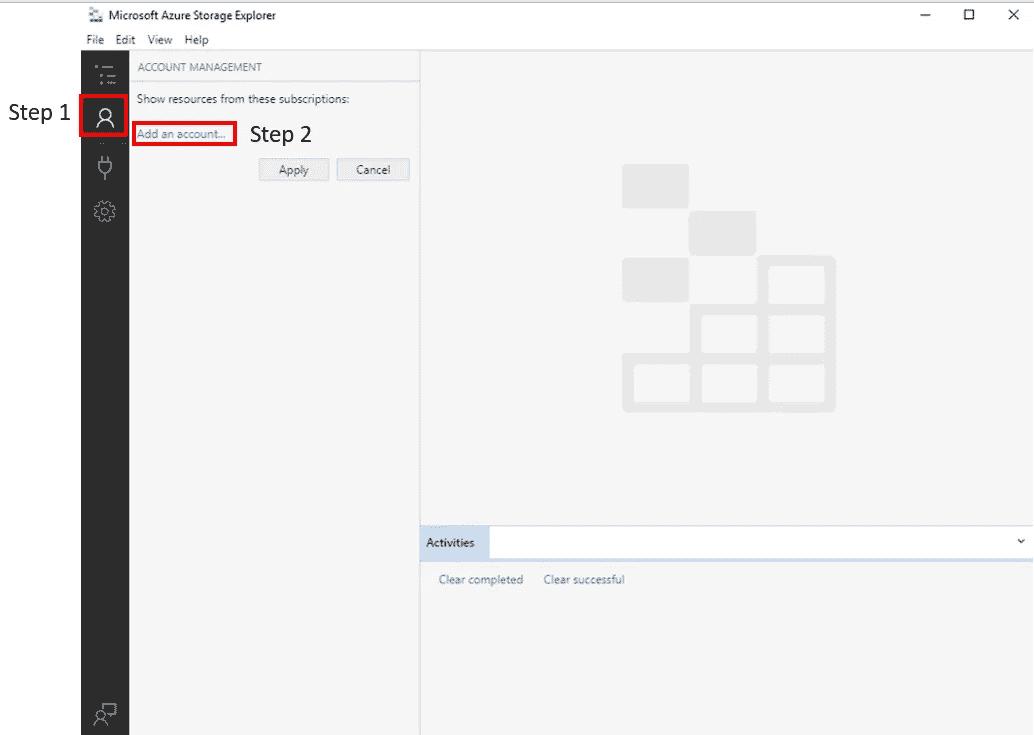 Microsoft Azure Storage Explorer
File Edit View Help
ACCOUNT MANAGEMENT
Show resources from these subscriptions:
Step 1
Add an account...
Step 2
Apply Cancel
Activities
Clear completed Clear successful